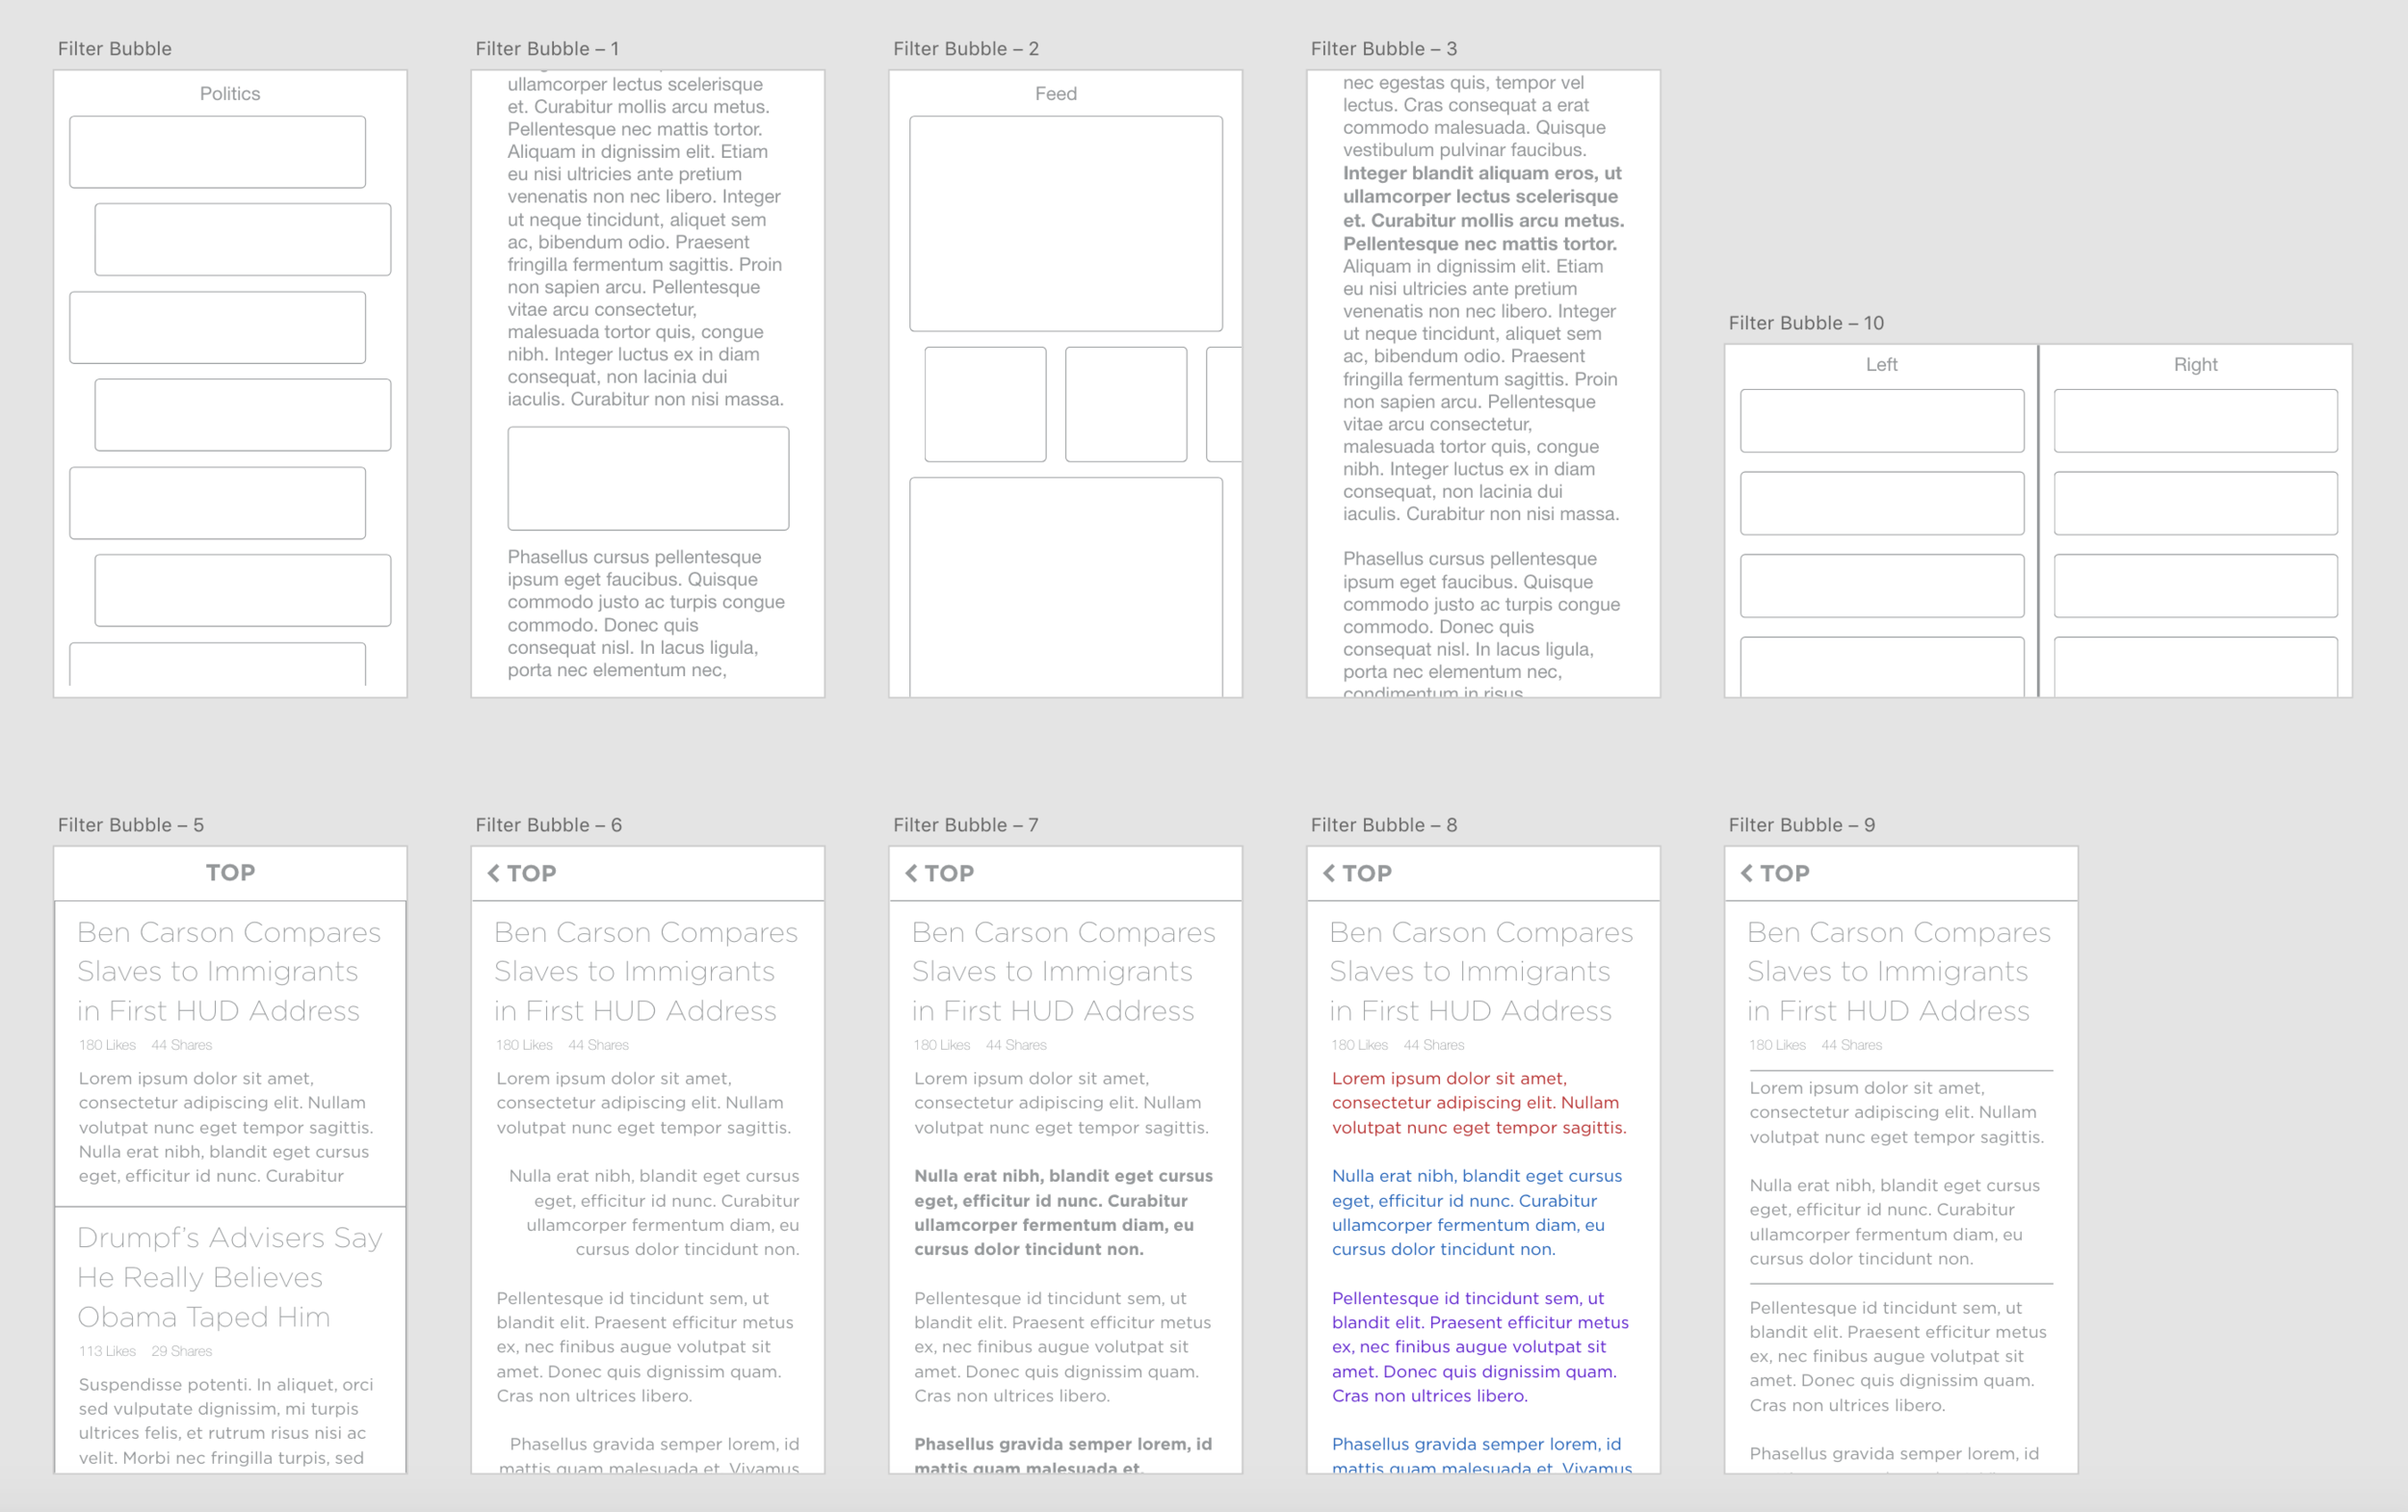 Filter Bubble
Politics
Filter Bubble – 1
ullamcorper lectus scelerisque
et. Curabitur mollis arcu metus.
Pellentesque nec mattis tortor.
Aliquam in dignissim elit. Etiam
eu nisi ultricies ante pretium
venenatis non nec libero. Integer
ut neque tincidunt, aliquet sem
ac, bibendum odio. Praesent
fringilla fermentum sagittis. Proin
non sapien arcu. Pellentesque
vitae arcu consectetur,
malesuada tortor quis, congue
nibh. Integer luctus ex in diam
consequat, non lacinia dui
iaculis. Curabitur non nisi massa.
Phasellus cursus pellentesque
ipsum eget faucibus. Quisque
commodo justo ac turpis congue
commodo. Donec quis
consequat nisl. In lacus ligula,
porta nec elementum nec,
Filter Bubble – 2
Feed
Filter Bubble – 3
nec egestas quis, tempor vel
lectus. Cras consequat a erat
commodo malesuada. Quisque
vestibulum pulvinar faucibus.
Integer blandit aliquam eros, ut
ullamcorper lectus scelerisque
et. Curabitur mollis arcu metus.
Pellentesque nec mattis tortor.
Aliquam in dignissim elit. Etiam
eu nisi ultricies ante pretium
venenatis non nec libero. Integer
ut neque tincidunt, aliquet sem
ac, bibendum odio. Praesent
fringilla fermentum sagittis. Proin
non sapien arcu. Pellentesque
vitae arcu consectetur,
malesuada tortor quis, congue
nibh. Integer luctus ex in diam
consequat, non lacinia dui
iaculis. Curabitur non nisi massa.
Phasellus cursus pellentesque
ipsum eget faucibus. Quisque
commodo justo ac turpis congue
commodo. Donec quis
consequat nisl. In lacus ligula,
porta nec elementum nec,
condimentum in risus
Filter Bubble – 10
Left
Right
Filter Bubble – 5
TOP
Ben Carson Compares
Slaves to Immigrants
in First HUD Address
180 Likes 44 Shares
Lorem ipsum dolor sit amet,
consectetur adipiscing elit. Nullam
volutpat nunc eget tempor sagittis.
Nulla erat nibh, blandit eget cursus
eget, efficitur id nunc. Curabitur
Drumpf's Advisers Say
He Really Believes
Obama Taped Him
113 Likes 29 Shares
Suspendisse potenti. In aliquet, orci
sed vulputate dignissim, mi turpis
ultrices felis, et rutrum risus nisi ac
velit. Morbi nec fringilla turpis, sed
Filter Bubble – 6
TOP
Ben Carson Compares
Slaves to Immigrants
in First HUD Address
180 Likes 44 Shares
Lorem ipsum dolor sit amet,
consectetur adipiscing elit. Nullam
volutpat nunc eget tempor sagittis.
Nulla erat nibh, blandit eget cursus
eget, efficitur id nunc. Curabitur
ullamcorper fermentum diam, eu
cursus dolor tincidunt non.
Pellentesque id tincidunt sem, ut
blandit elit. Praesent efficitur metus
ex, nec finibus augue volutpat sit
amet. Donec quis dignissim quam.
Cras non ultrices libero.
Phasellus gravida semper lorem, id
mattis quam malesuada et. Vivamus
Filter Bubble – 7
TOP
Ben Carson Compares
Slaves to Immigrants
in First HUD Address
180 Likes 44 Shares
Lorem ipsum dolor sit amet,
consectetur adipiscing elit. Nullam
volutpat nunc eget tempor sagittis.
Nulla erat nibh, blandit eget cursus
eget, efficitur id nunc. Curabitur
ullamcorper fermentum diam, eu
cursus dolor tincidunt non.
Pellentesque id tincidunt sem, ut
blandit elit. Praesent efficitur metus
ex, nec finibus augue volutpat sit
amet. Donec quis dignissim quam.
Cras non ultrices libero.
Phasellus gravida semper lorem, id
mattis quam malesuada et.
Filter Bubble – 8
TOP
Ben Carson Compares
Slaves to Immigrants
in First HUD Address
180 Likes 44 Shares
Lorem ipsum dolor sit amet,
consectetur adipiscing elit. Nullam
volutpat nunc eget tempor sagittis.
Nulla erat nibh, blandit eget cursus
eget, efficitur id nunc. Curabitur
ullamcorper fermentum diam, eu
cursus dolor tincidunt non.
Pellentesque id tincidunt sem, ut
blandit elit. Praesent efficitur metus
ex, nec finibus augue volutpat sit
amet. Donec quis dignissim quam.
Cras non ultrices libero.
Phasellus gravida semper lorem, id
mattis quam malesuada et. Vivamus
Filter Bubble – 9
TOP
Ben Carson Compares
Slaves to Immigrants
in First HUD Address
180 Likes 44 Shares
Lorem ipsum dolor sit amet,
consectetur adipiscing elit. Nullam
volutpat nunc eget tempor sagittis.
Nulla erat nibh, blandit eget cursus
eget, efficitur id nunc. Curabitur
ullamcorper fermentum diam, eu
cursus dolor tincidunt non.
Pellentesque id tincidunt sem, ut
blandit elit. Praesent efficitur metus
ex, nec finibus augue volutpat sit
amet. Donec quis dignissim quam.
Cras non ultrices libero.
Phasellus gravida semper lorem, id